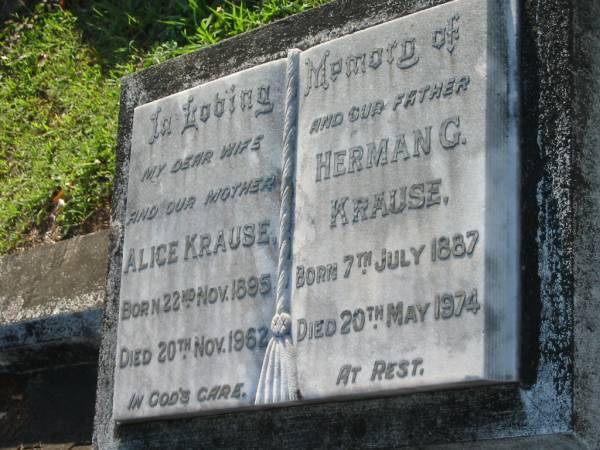 In Loving
MY DEAR WIFE
AND OUR MOTHER
ALICE KRAUSE,
BORN 22ND NOV. 1895
DIED 20TH NOV. 1962
IN GOD'S CARE.
Memory of
AND OUR FATHER
HERMAN G.
KRAUSE,
BORN 7TH JULY 1887
DIED 20TH MAY 1974
AT REST.